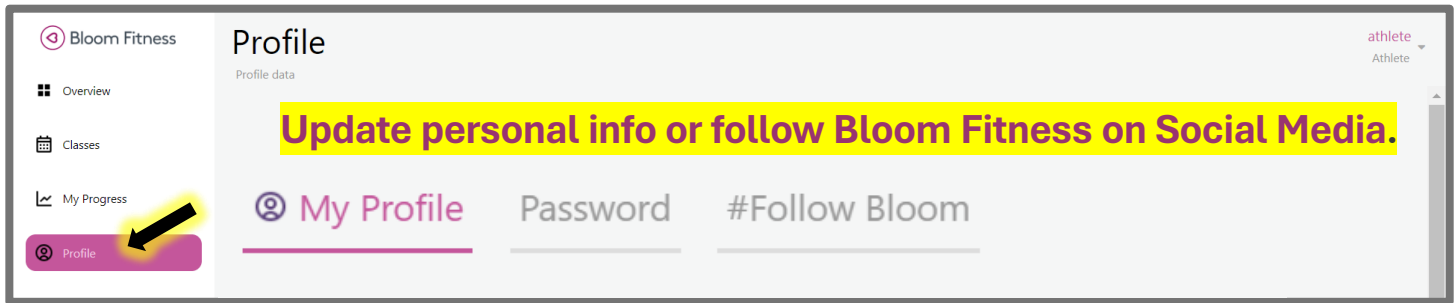 Bloom Fitness
Overview
Classes
My Progress
Profile
Profile
Profile data
athlete
Athlete
Update personal info or follow Bloom Fitness on Social Media.
My Profile Password #Follow Bloom